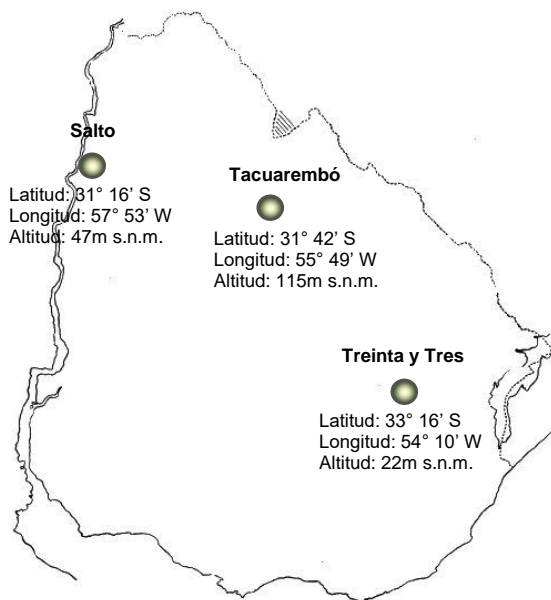 Salto
Latitud: 31° 16’ S
Longitud: 57° 53’ W
Altitud: 47m s.n.m.
Tacuarembó
Latitud: 31° 42’ S
Longitud: 55° 49’ W
Altitud: 115m s.n.m.
Treinta y Tres
Latitud: 33° 16’ S
Longitud: 54° 10’ W
Altitud: 22m s.n.m.